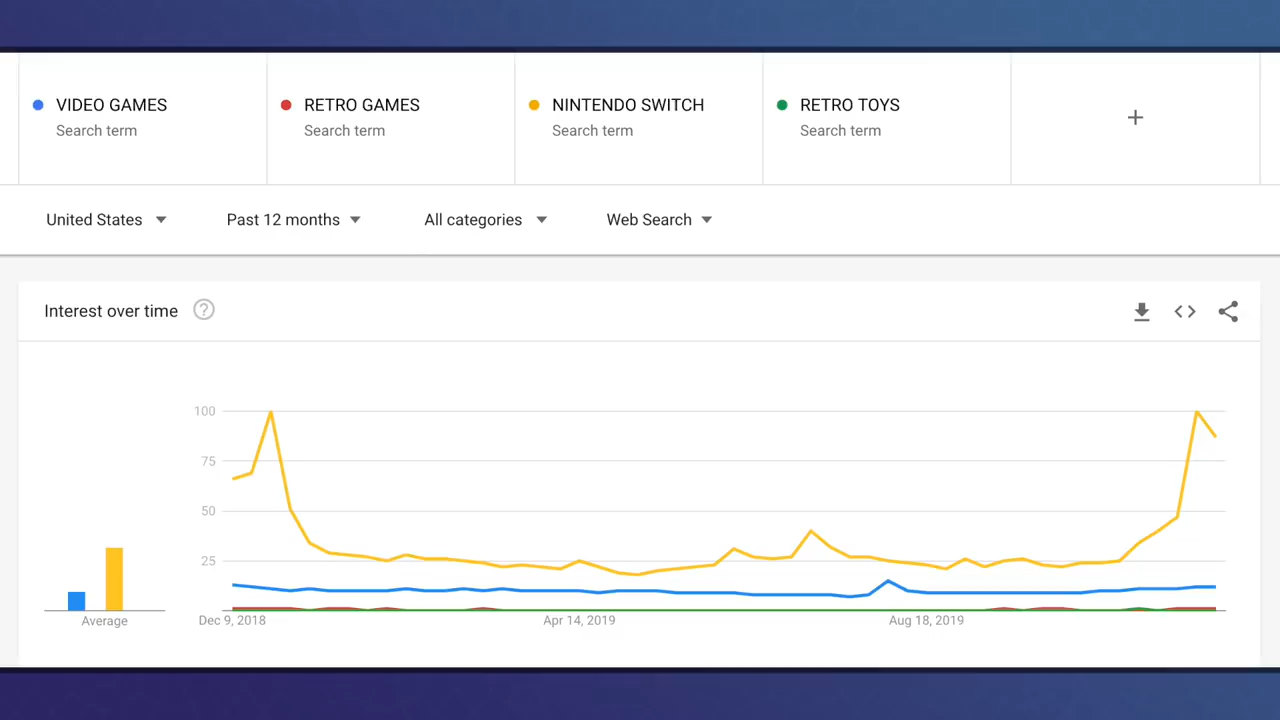 VIDEO GAMES
Search term
RETRO GAMES
Search term
NINTENDO SWITCH
Search term
RETRO TOYS
Search term
+
United States
Past 12 months
All categories
Web Search
Interest over time ?
100
75
50
25
Average
Dec 9, 2018
Apr 14, 2019
Aug 18, 2019